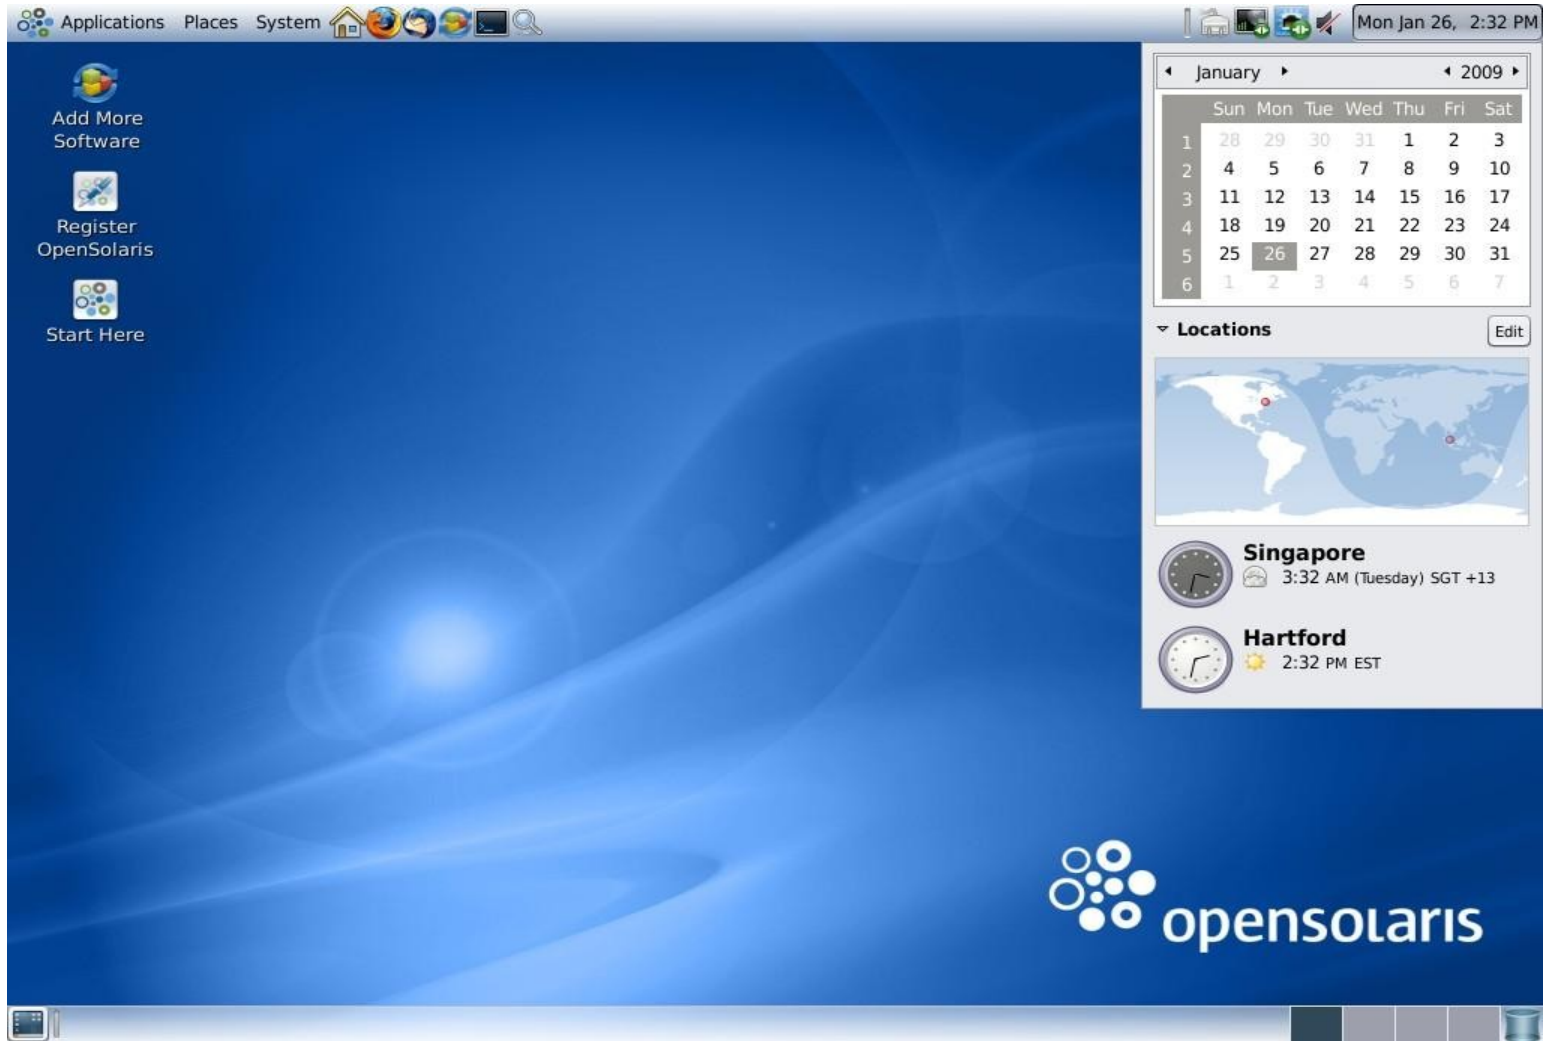 Applications Places System
Mon Jan 26, 2:32 PM
Add More
Software
Register
OpenSolaris
Start Here
January 2009
Sun Mon Tue Wed Thu Fri Sat
1 28 29 30 31 1 2 3
2 4 5 6 7 8 9 10
3 11 12 13 14 15 16 17
4 18 19 20 21 22 23 24
5 25 26 27 28 29 30 31
6 1 2 3 4 5 6 7
Locations Edit
Singapore
3:32 AM (Tuesday) SGT +13
Hartford
2:32 PM EST
opensolaris